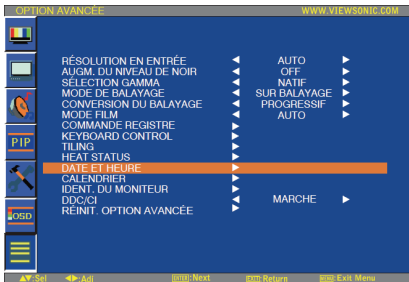 OPTION AVANCÉE WWW.VIEWSONIC.COM
RÉSOLUTION EN ENTRÉE AUTO
AUGM. DU NIVEAU DE NOIR OFF
SÉLECTION GAMMA NATIF
MODE DE BALAYAGE SUR BALAYAGE
CONVERSION DU BALAYAGE PROGRESSIF
MODE FILM AUTO
COMMANDE REGISTRE
KEYBOARD CONTROL
TILING
HEAT STATUS
DATE ET HEURE
CALENDRIER
IDENT. DU MONITEUR
DDC/CI MARCHE
RÉINIT. OPTION AVANCÉE
PIP
OSD
▲▼:Sel ◄►:Adj ENTER:Next EXIT:Return MENU:Exit Menu